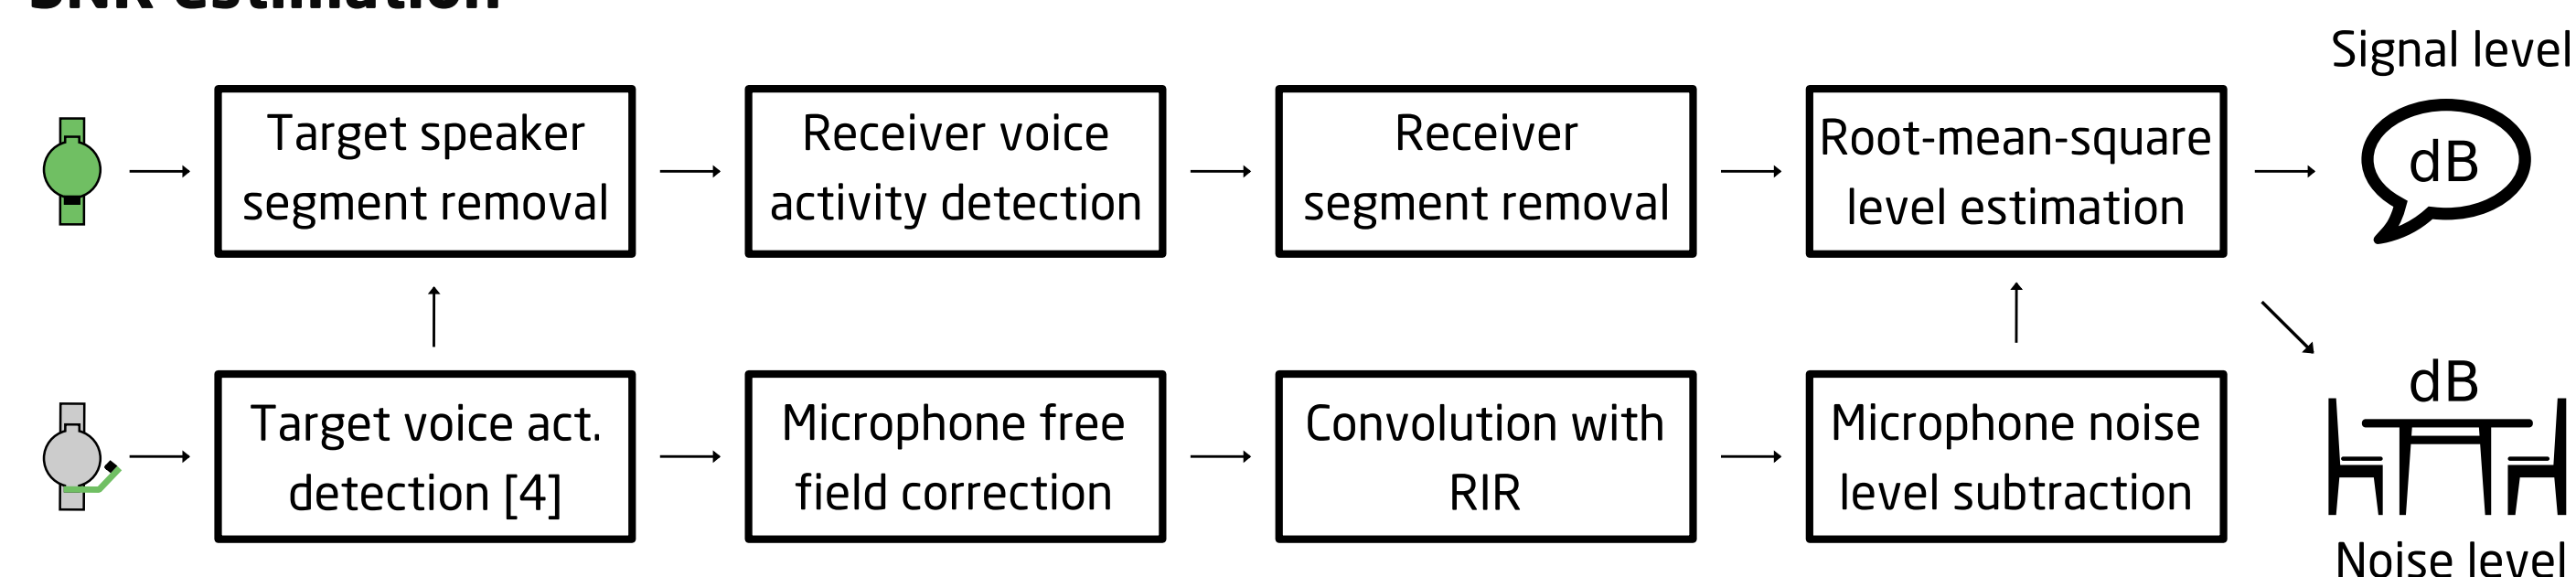 SNR estimation
Signal level
Target speaker
segment removal
Receiver voice
activity detection
Receiver
segment removal
Root-mean-square
level estimation
dB
Target voice act.
detection [4]
Microphone free
field correction
Convolution with
RIR
Microphone noise
level subtraction
dB
Noise level